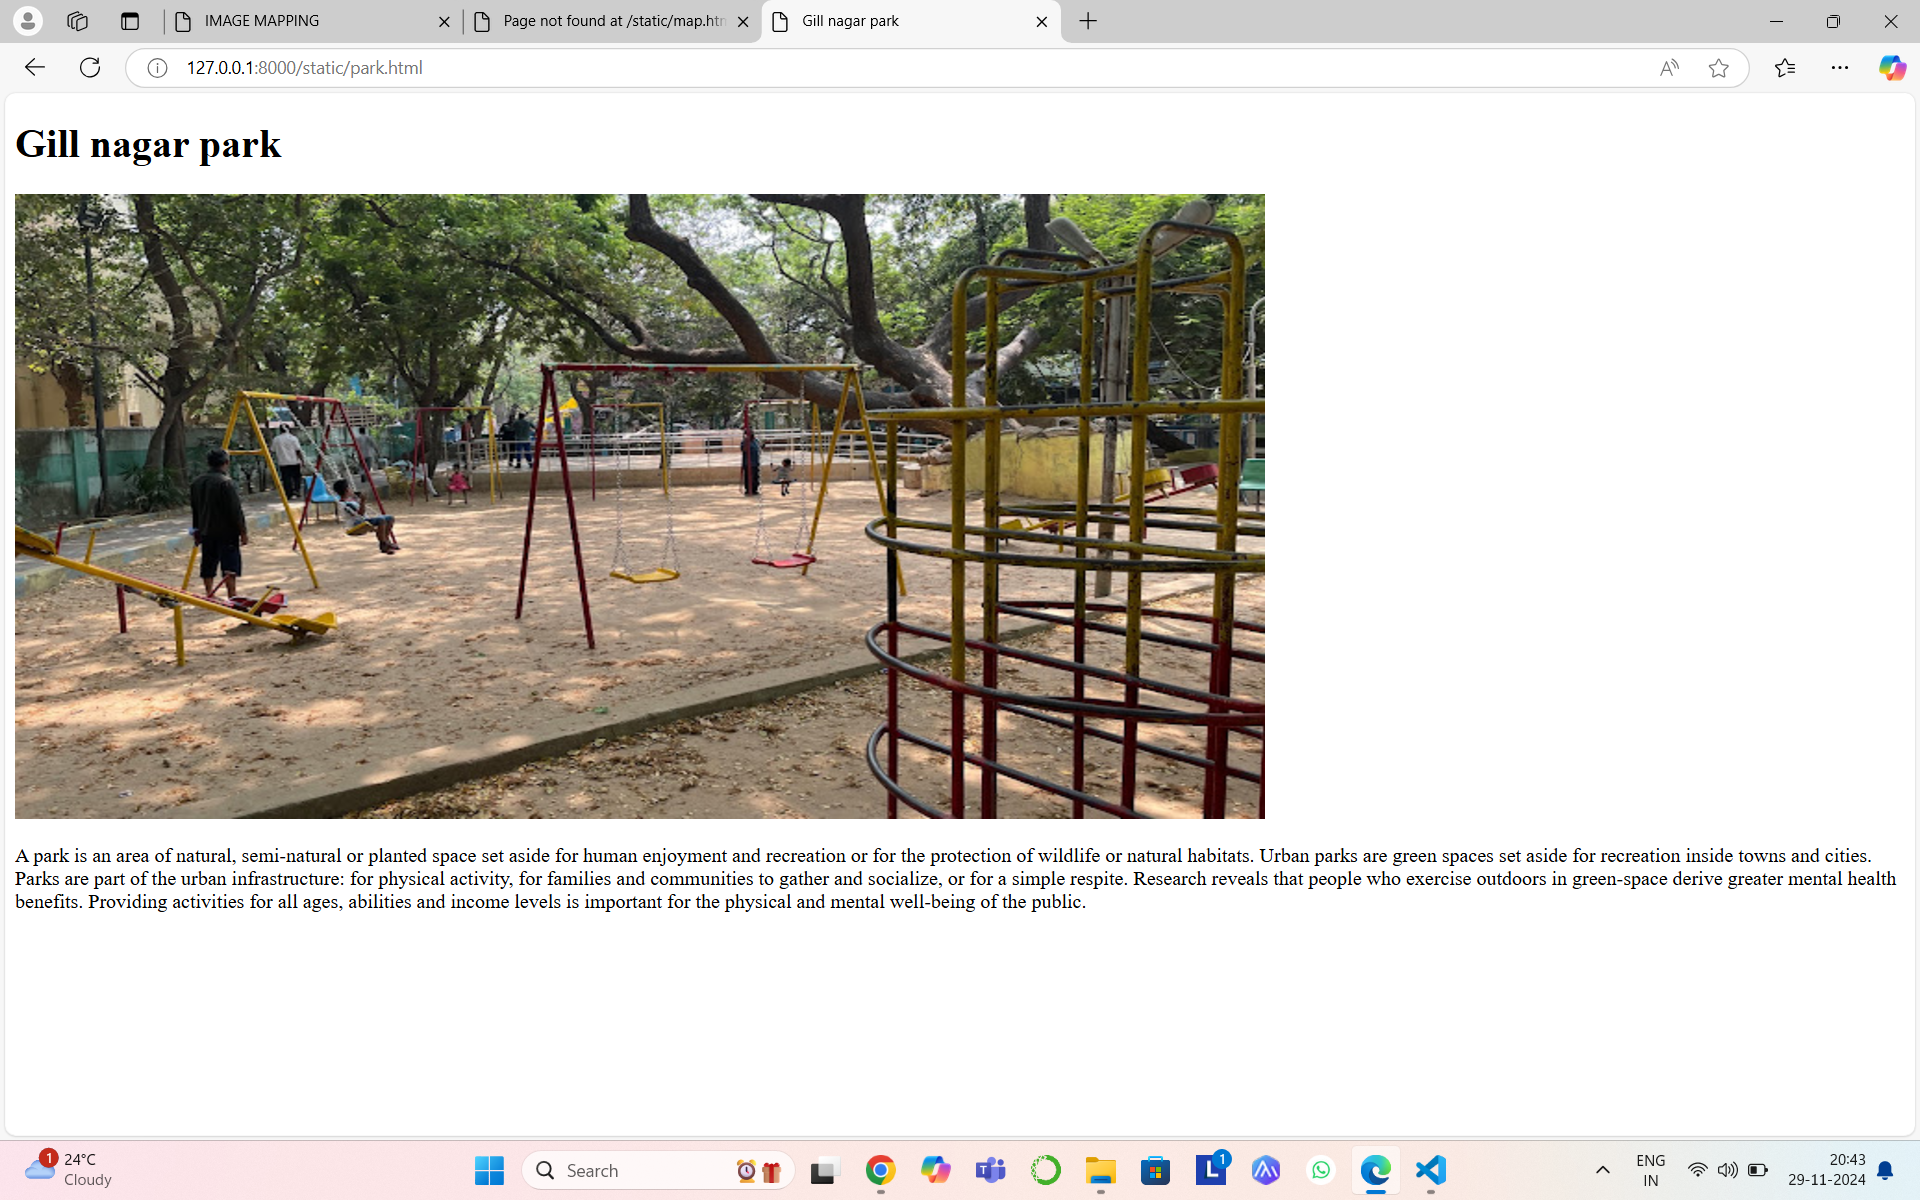 IMAGE MAPPING
Page not found at /static/map.htm
Gill nagar park
127.0.0.1:8000/static/park.html
Gill nagar park
A park is an area of natural, semi-natural or planted space set aside for human enjoyment and recreation or for the protection of wildlife or natural habitats. Urban parks are green spaces set aside for recreation inside towns and cities.
Parks are part of the urban infrastructure: for physical activity, for families and communities to gather and socialize, or for a simple respite. Research reveals that people who exercise outdoors in green-space derive greater mental health
benefits. Providing activities for all ages, abilities and income levels is important for the physical and mental well-being of the public.
1
24°C
Cloudy
Search
1
ENG
IN
20:43
29-11-2024